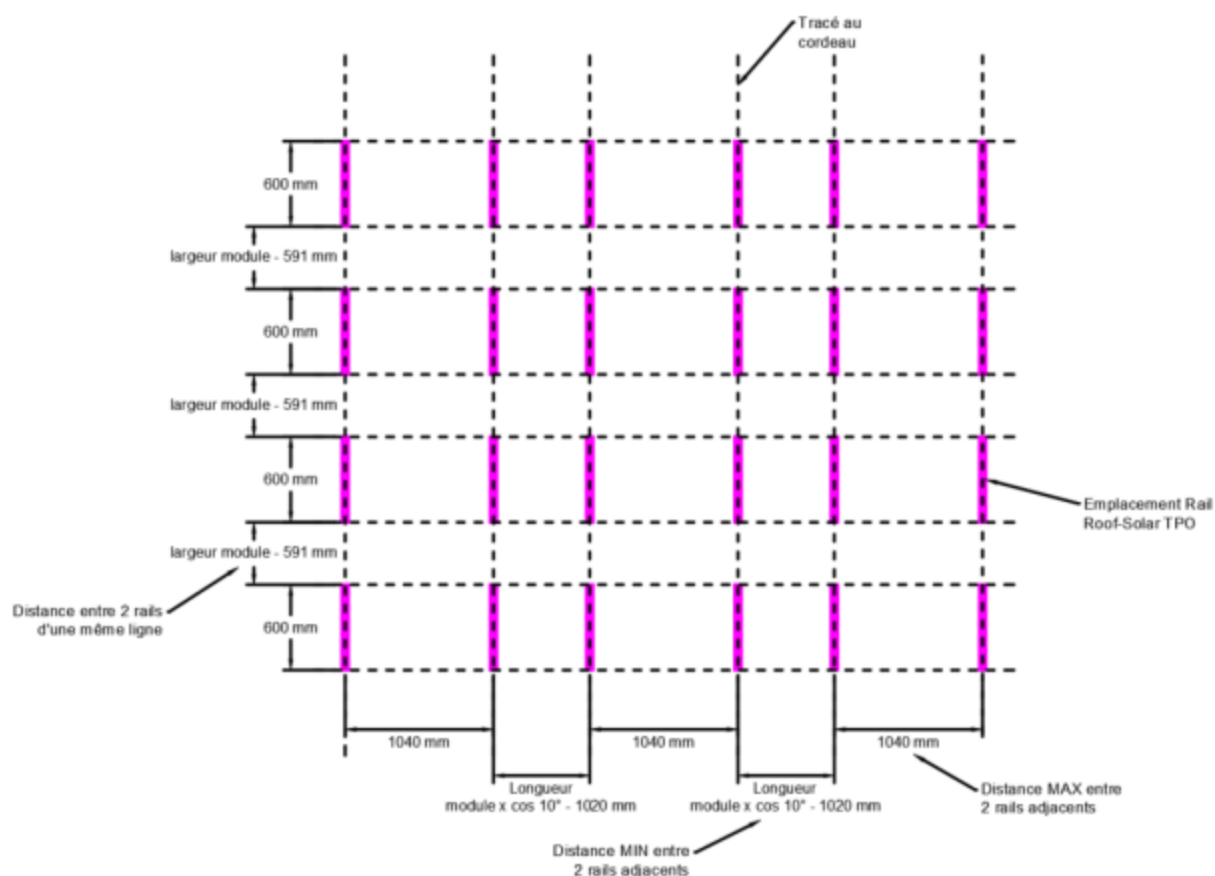 Tracé au
cordeau
600 mm
largeur module - 591 mm
600 mm
largeur module - 591 mm
600 mm
Emplacement Rail
Roof-Solar TPO
largeur module - 591 mm
Distance entre 2 rails
d'une même ligne
600 mm
1040 mm
1040 mm
1040 mm
Longueur
module x cos 10° - 1020 mm
Longueur
module x cos 10° - 1020 mm
Distance MAX entre
2 rails adjacents
Distance MIN entre
2 rails adjacents